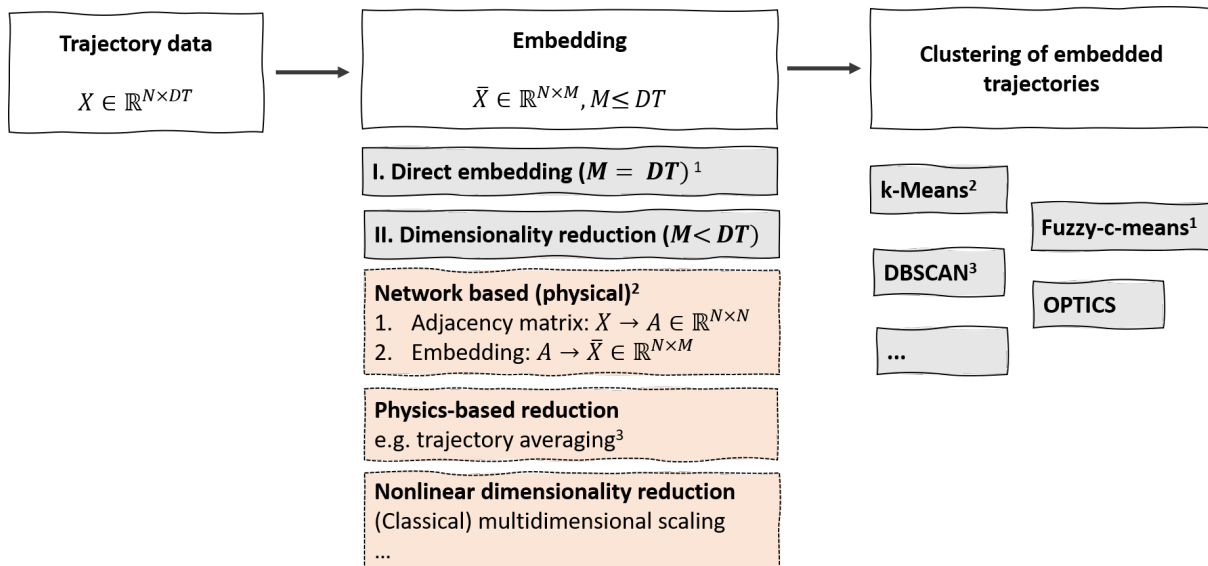 Trajectory data
X ∈ ℝ^{N×DT}
Embedding
X̄ ∈ ℝ^{N×M}, M ≤ DT
Clustering of embedded
trajectories
I. Direct embedding (M = DT) ¹
II. Dimensionality reduction (M < DT)
Network based (physical)²
1. Adjacency matrix: X → A ∈ ℝ^{N×N}
2. Embedding: A → X̄ ∈ ℝ^{N×M}
Physics-based reduction
e.g. trajectory averaging³
Nonlinear dimensionality reduction
(Classical) multidimensional scaling
...
k-Means²
Fuzzy-c-means¹
DBSCAN³
OPTICS
...